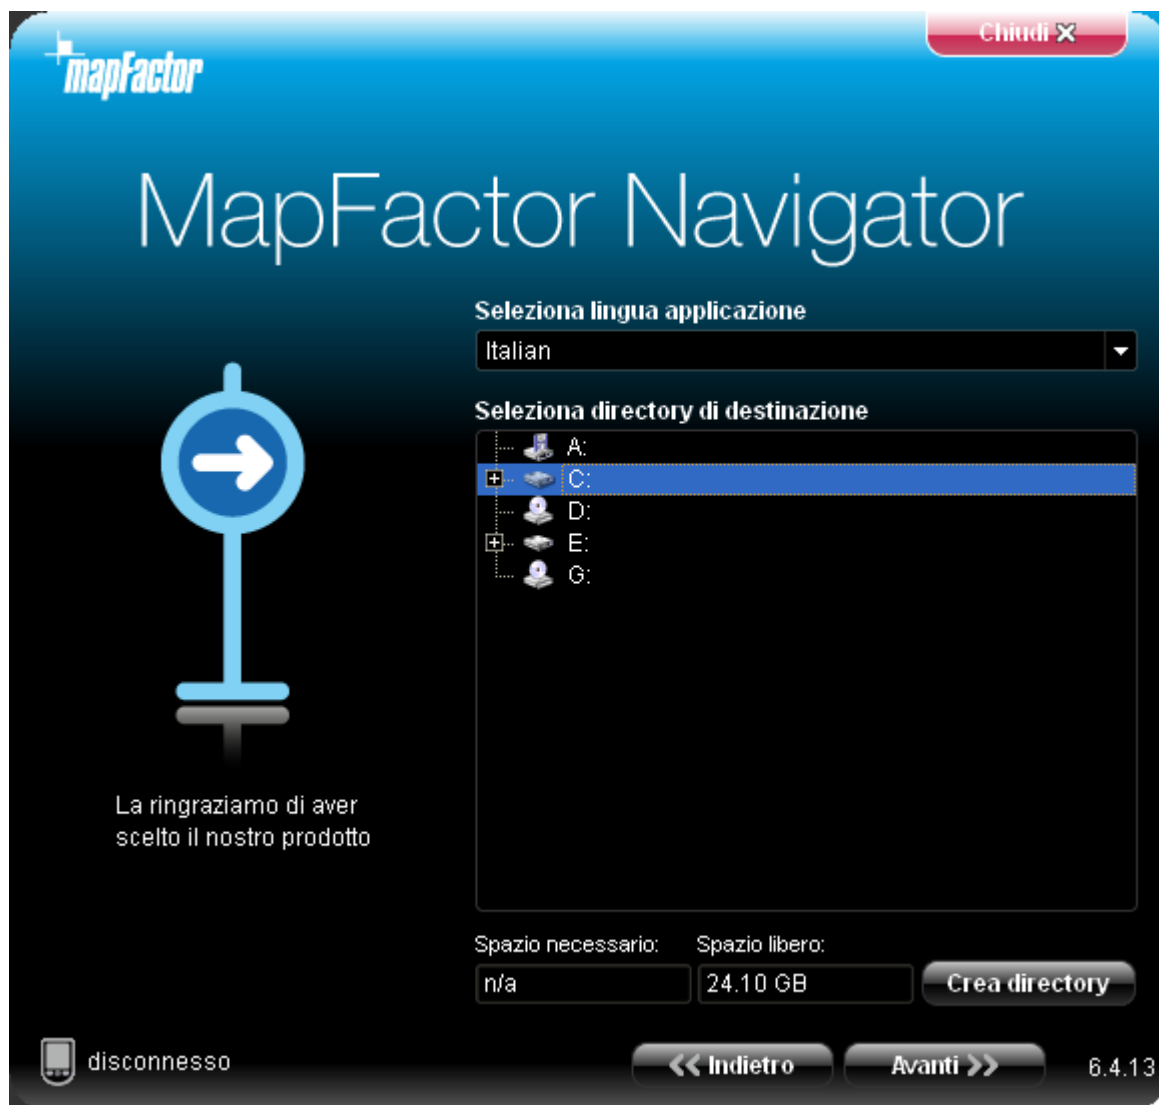 Chiudi
mapFactor
MapFactor Navigator
Seleziona lingua applicazione
Italian
Seleziona directory di destinazione
A:
C:
D:
E:
G:
La ringraziamo di aver
scelto il nostro prodotto
Spazio necessario: Spazio libero:
n/a 24.10 GB Crea directory
disconnesso << Indietro Avanti >> 6.4.13